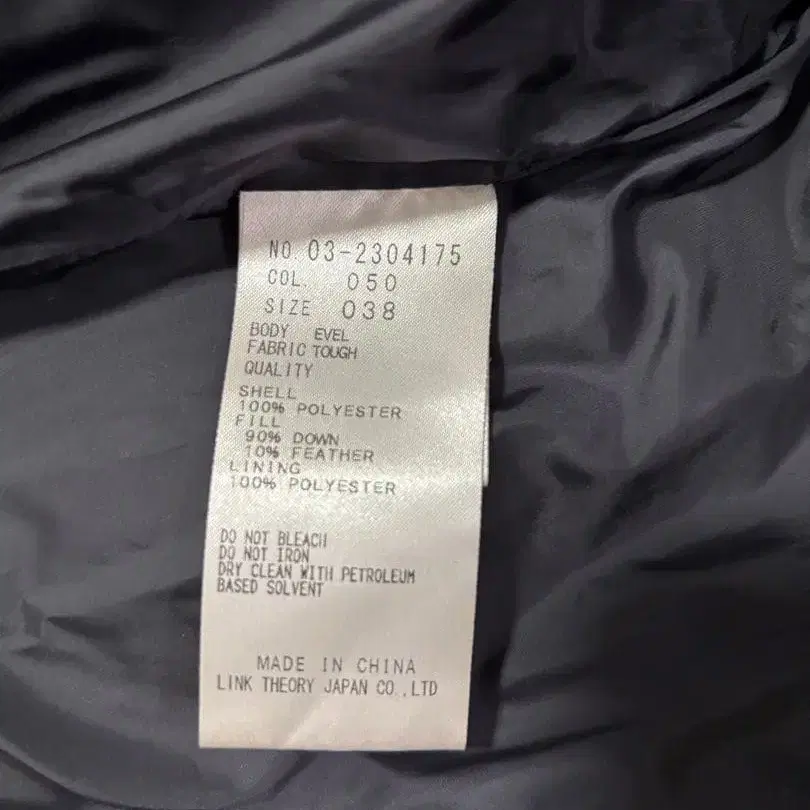 NO. 03-2304175
COL. 050
SIZE 038
BODY EVEL
FABRIC TOUGH
QUALITY
SHELL
100% POLYESTER
FILL
90% DOWN
10% FEATHER
LINING
100% POLYESTER
DO NOT BLEACH
DO NOT IRON
DRY CLEAN WITH PETROLEUM
BASED SOLVENT
MADE IN CHINA
LINK THEORY JAPAN CO.,LTD